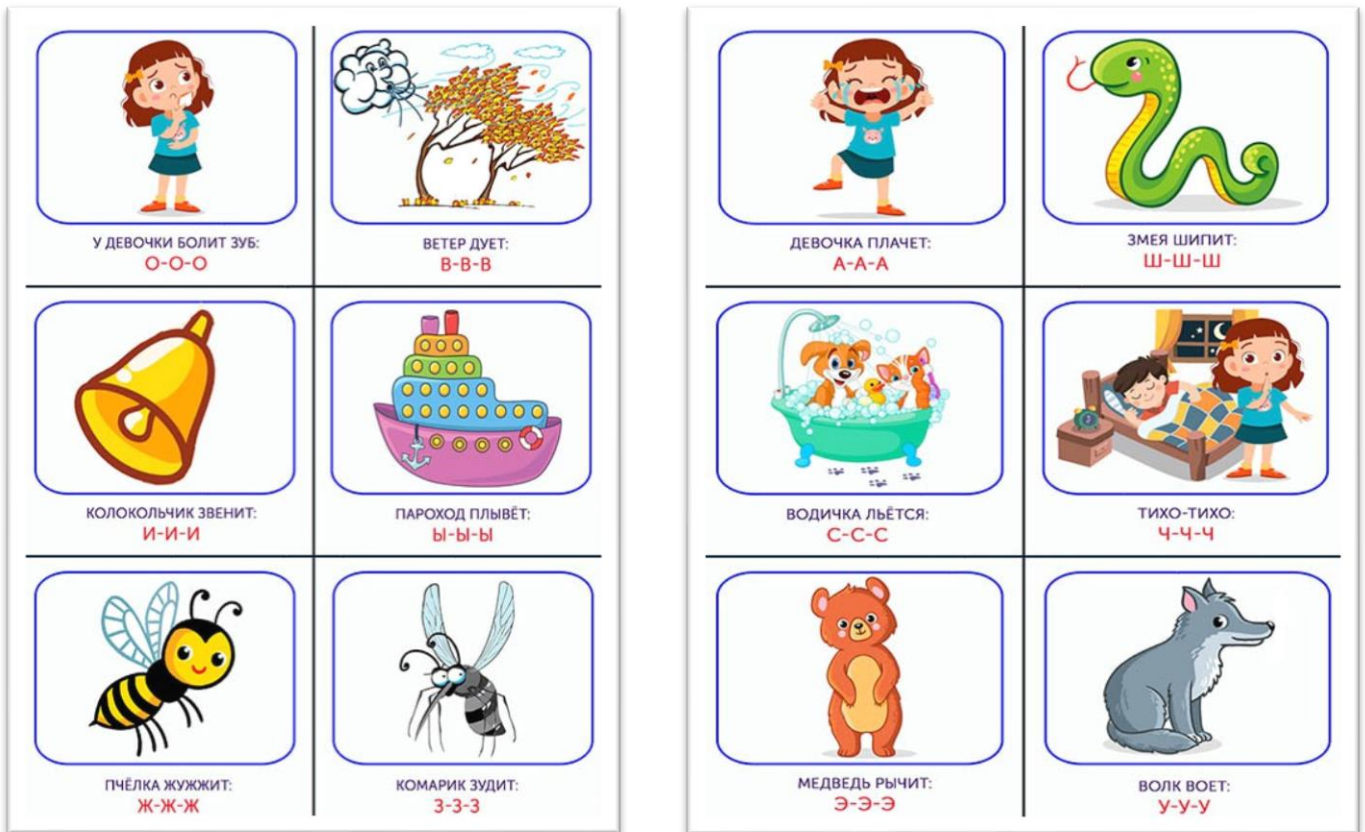 У ДЕВОЧКИ БОЛИТ ЗУБ:
О-О-О
ВЕТЕР ДУЕТ:
В-В-В
КОЛОКОЛЬЧИК ЗВЕНИТ:
И-И-И
ПАРОХОД ПЛЫВЁТ:
Ы-Ы-Ы
ПЧЁЛКА ЖУЖЖИТ:
Ж-Ж-Ж
КОМАРИК ЗУДИТ:
З-З-З
ДЕВОЧКА ПЛАЧЕТ:
А-А-А
ЗМЕЯ ШИПИТ:
Ш-Ш-Ш
ВОДИЧКА ЛЬЁТСЯ:
С-С-С
ТИХО-ТИХО:
Ч-Ч-Ч
МЕДВЕДЬ РЫЧИТ:
Э-Э-Э
ВОЛК ВОЕТ:
У-У-У